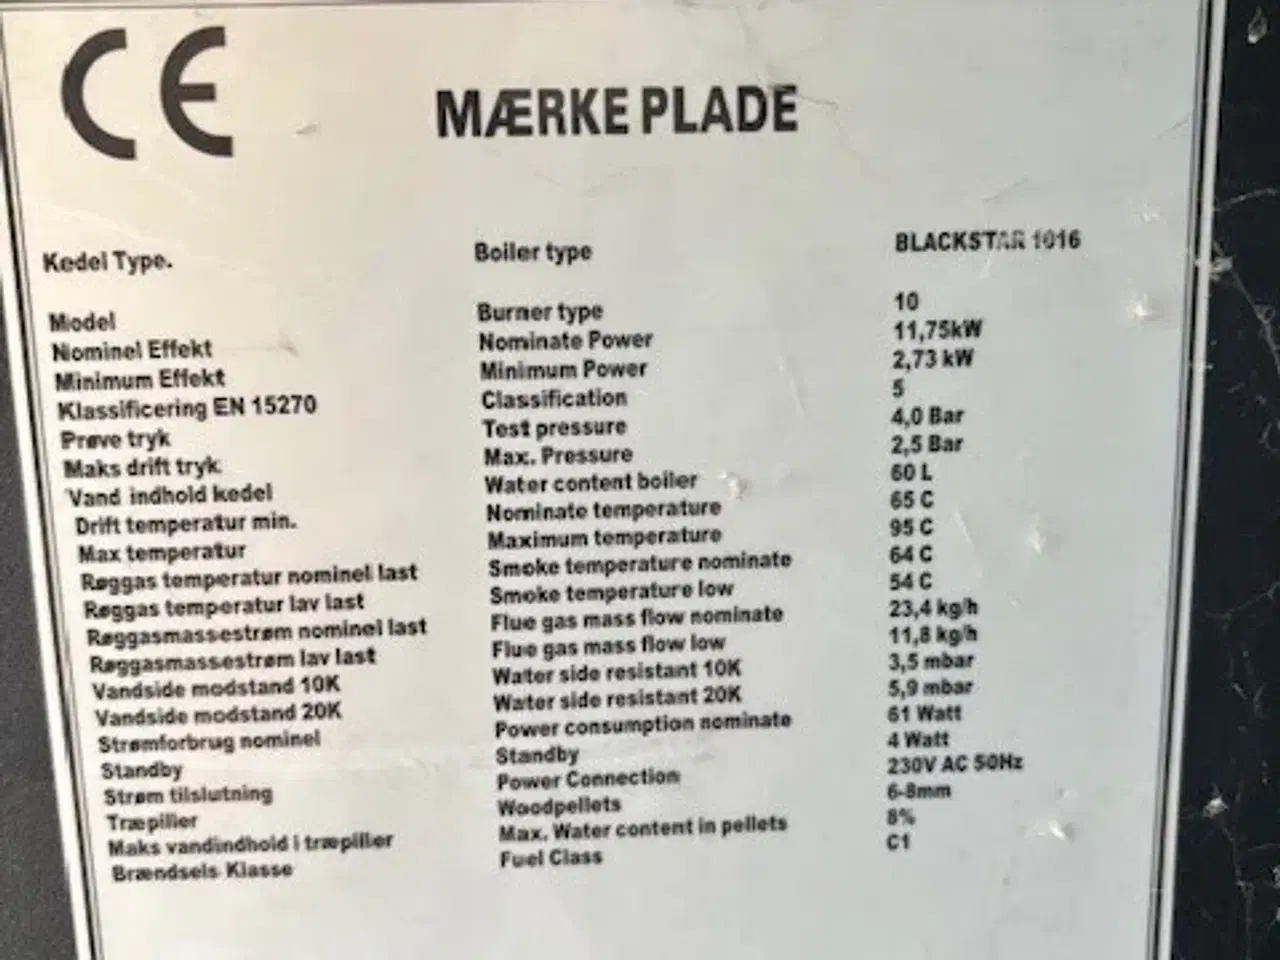 CE
MÆRKE PLADE
Kedel Type. Boiler type BLACKSTAR 1016
Model Burner type 10
Nominel Effekt Nominate Power 11,75kW
Minimum Effekt Minimum Power 2,73 kW
Klassificering EN 15270 Classification 5
Prøve tryk Test pressure 4,0 Bar
Maks drift tryk Max. Pressure 2,5 Bar
Vand indhold kedel Water content boiler 60 L
Drift temperatur min. Nominate temperature 65 C
Max temperatur Maximum temperature 95 C
Røggas temperatur nominel last Smoke temperature nominate 64 C
Røggas temperatur lav last Smoke temperature low 54 C
Røggasmassestrøm nominel last Flue gas mass flow nominate 23,4 kg/h
Røggasmassestrøm lav last Flue gas mass flow low 11,8 kg/h
Vandside modstand 10K Water side resistant 10K 3,5 mbar
Vandside modstand 20K Water side resistant 20K 5,9 mbar
Strømforbrug nominel Power consumption nominate 61 Watt
Standby Standby 4 Watt
Strøm tilslutning Power Connection 230V AC 50Hz
Træpiller Woodpellets 6-8mm
Maks vandindhold i træpiller Max. Water content in pellets 8%
Brændsels Klasse Fuel Class C1